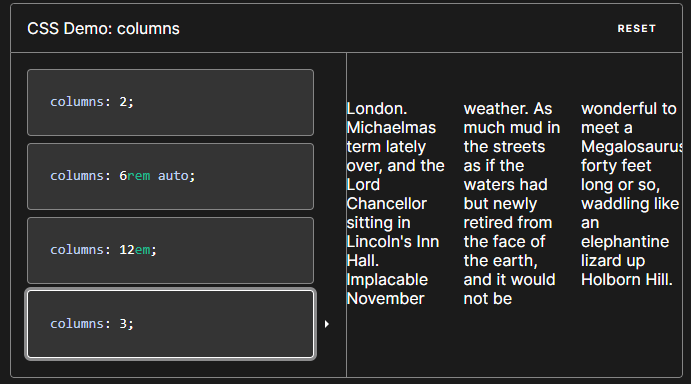 CSS Demo: columns
RESET
columns: 2;
columns: 6rem auto;
columns: 12em;
columns: 3;
London.
Michaelmas
term lately
over, and the
Lord
Chancellor
sitting in
Lincoln's Inn
Hall.
Implacable
November
weather. As
much mud in
the streets
as if the
waters had
but newly
retired from
the face of
the earth,
and it would
not be
wonderful to
meet a
Megalosaurus,
forty feet
long or so,
waddling like
an
elephantine
lizard up
Holborn Hill.